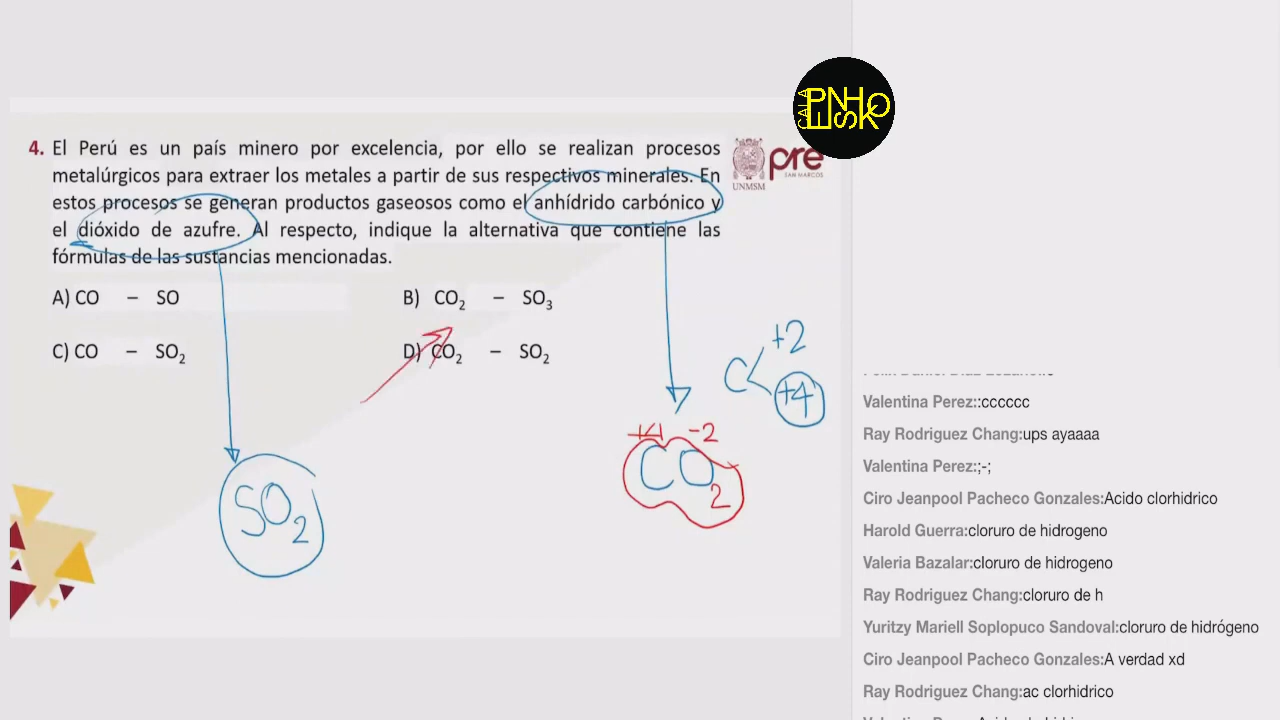 CALA
PNHO
ESK
4. El Perú es un país minero por excelencia, por ello se realizan procesos
metalúrgicos para extraer los metales a partir de sus respectivos minerales. En
estos procesos se generan productos gaseosos como el anhídrido carbónico y
el dióxido de azufre. Al respecto, indique la alternativa que contiene las
fórmulas de las sustancias mencionadas.
UNMSM
pre
SAN MARCOS
A) CO – SO
B) CO₂ – SO₃
C) CO – SO₂
D) CO₂ – SO₂
C +2
+4
+4 -2
CO₂
SO₂
Valentina Perez::cccccc
Ray Rodriguez Chang:ups ayaaaa
Valentina Perez:;-;
Ciro Jeanpool Pacheco Gonzales:Acido clorhidrico
Harold Guerra:cloruro de hidrogeno
Valeria Bazalar:cloruro de hidrogeno
Ray Rodriguez Chang:cloruro de h
Yuritzy Mariell Soplopuco Sandoval:cloruro de hidrógeno
Ciro Jeanpool Pacheco Gonzales:A verdad xd
Ray Rodriguez Chang:ac clorhidrico